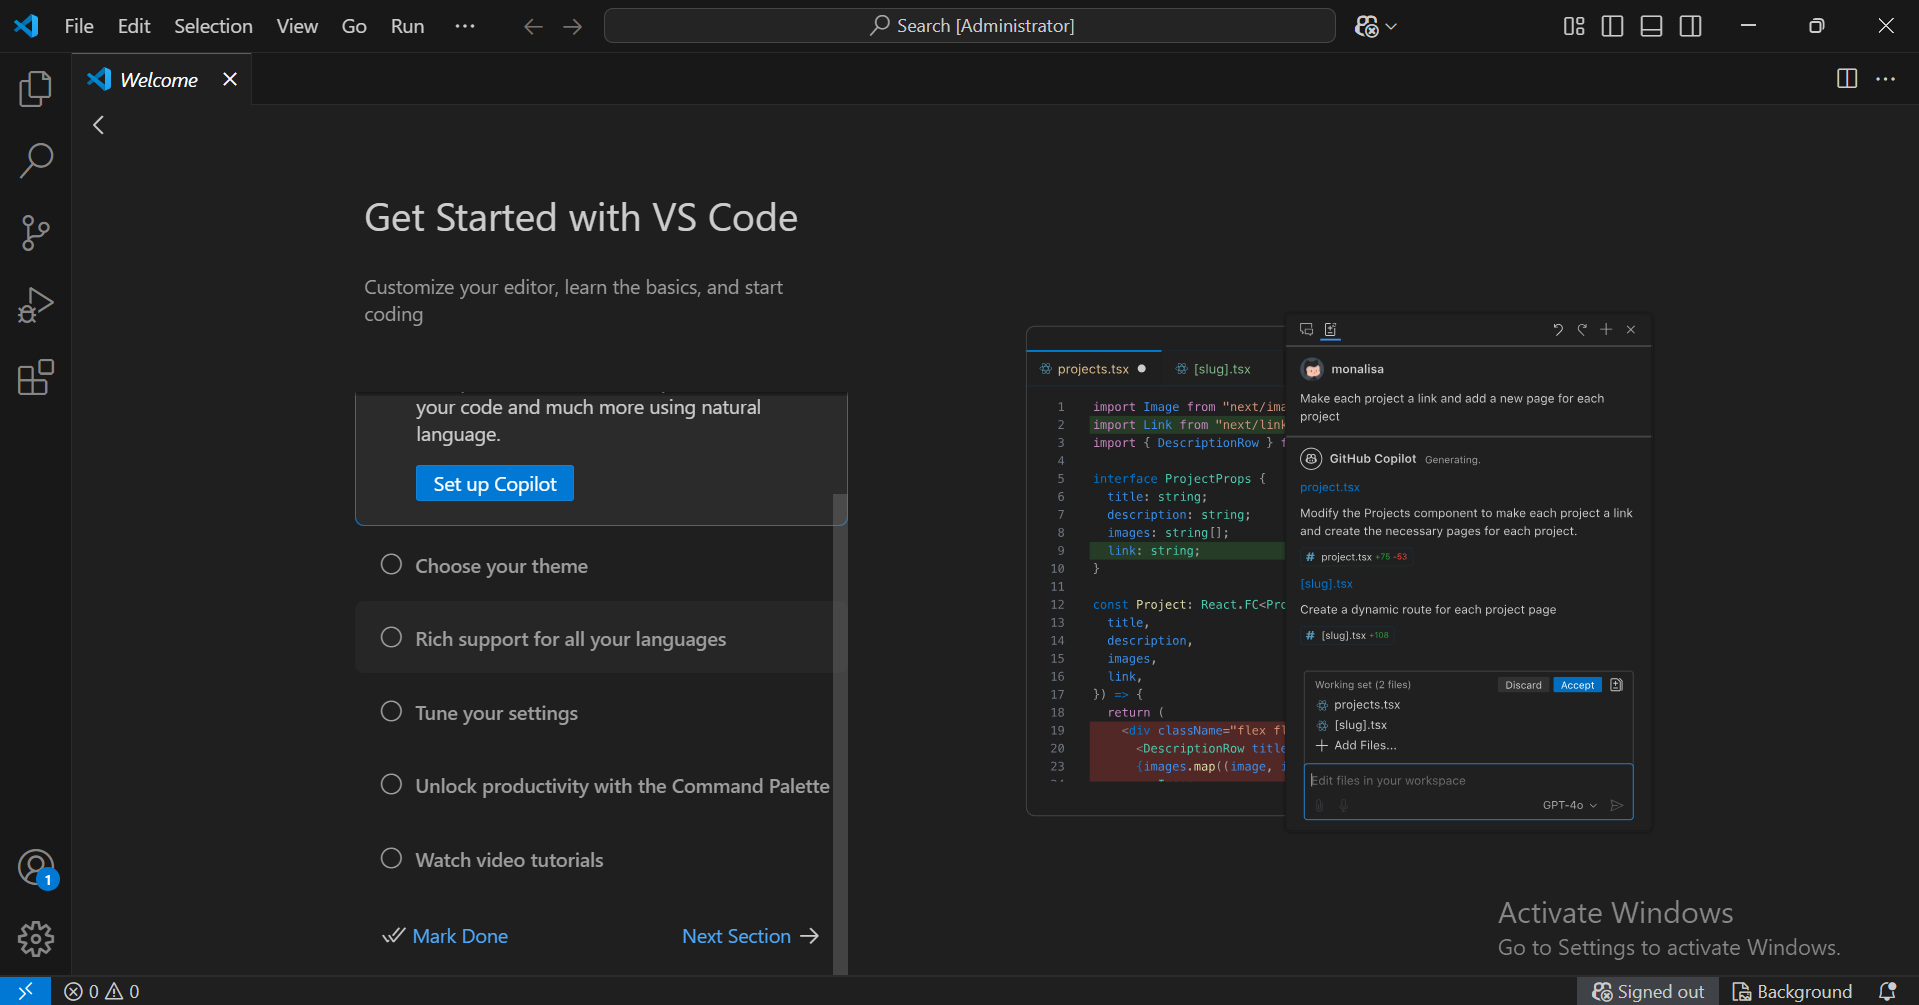 File Edit Selection View Go Run
Search [Administrator]
Welcome
Get Started with VS Code
Customize your editor, learn the basics, and start
coding
your code and much more using natural
language.
Set up Copilot
Choose your theme
Rich support for all your languages
Tune your settings
Unlock productivity with the Command Palette
Watch video tutorials
Mark Done
Next Section
projects.tsx
[slug].tsx
1 import Image from "next/ima
2 import Link from "next/link
3 import { DescriptionRow } f
4
5 interface ProjectProps {
6 title: string;
7 description: string;
8 images: string[];
9 link: string;
10 }
11
12 const Project: React.FC<Pro
13 title,
14 description,
15 images,
16 link,
17 }) => {
18 return (
19 <div className="flex fl
20 <DescriptionRow title
23 {images.map((image, i
monalisa
Make each project a link and add a new page for each
project
GitHub Copilot Generating.
project.tsx
Modify the Projects component to make each project a link
and create the necessary pages for each project.
# project.tsx +75 -53
[slug].tsx
Create a dynamic route for each project page
# [slug].tsx +108
Working set (2 files) Discard Accept
projects.tsx
[slug].tsx
Add Files...
Edit files in your workspace
GPT-4o
Activate Windows
Go to Settings to activate Windows.
1
0 0
Signed out
Background